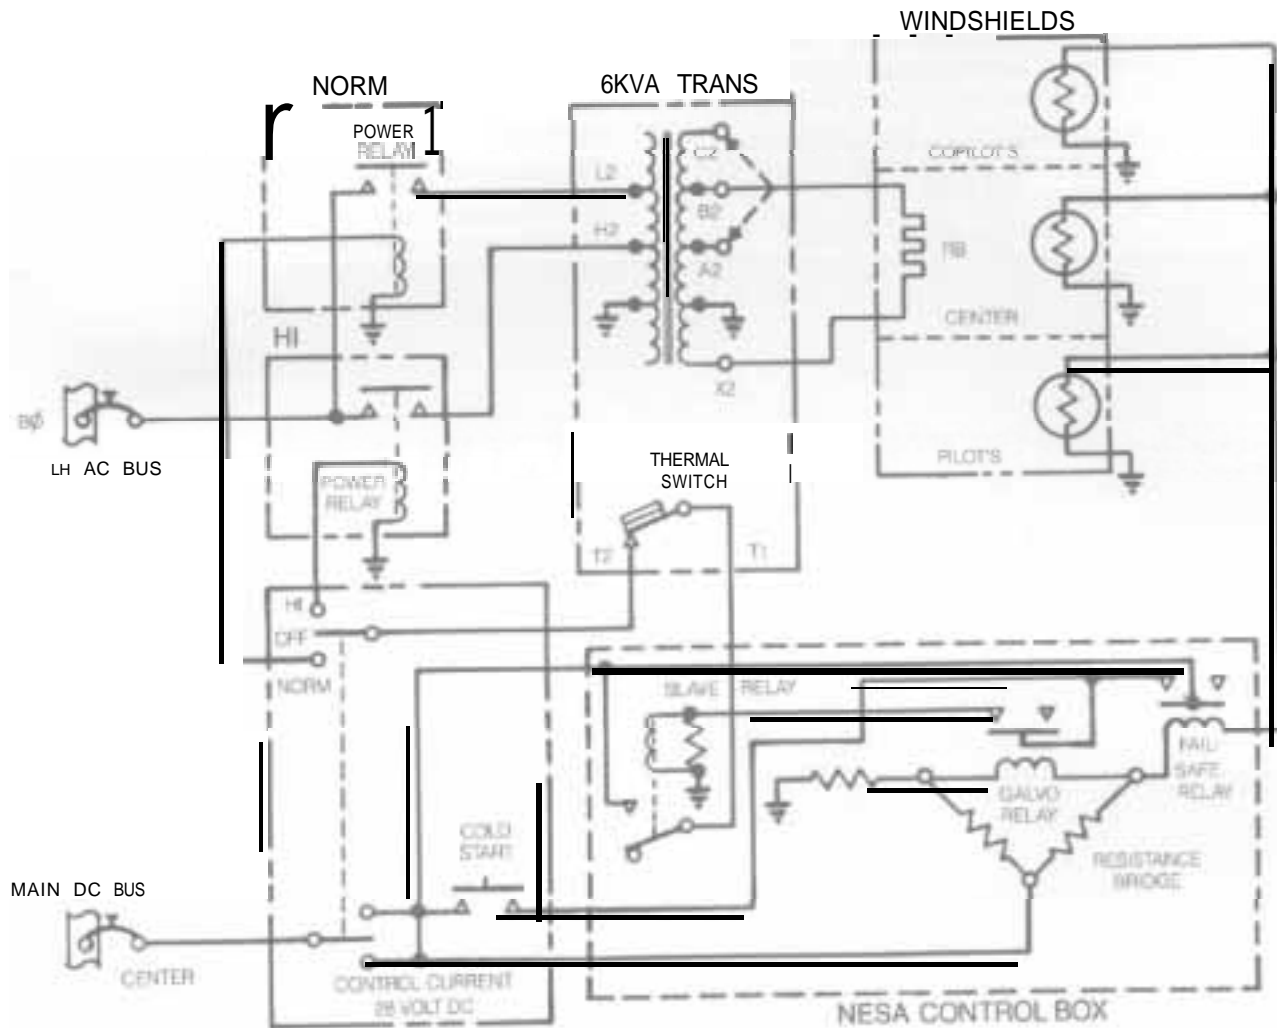 WINDSHIELDS
NORM
6KVA TRANS
POWER
RELAY
C2
COPILOT'S
L2
B2
H2
A2
CENTER
HI
X2
BØ
LH AC BUS
THERMAL
SWITCH
PILOT'S
POWER
RELAY
T2
T1
HI
OFF
NORM
SLAVE RELAY
FAIL
SAFE
RELAY
GALVO
RELAY
COLD
START
RESISTANCE
BRIDGE
MAIN DC BUS
CENTER
CONTROL CURRENT
28 VOLT DC
NESA CONTROL BOX